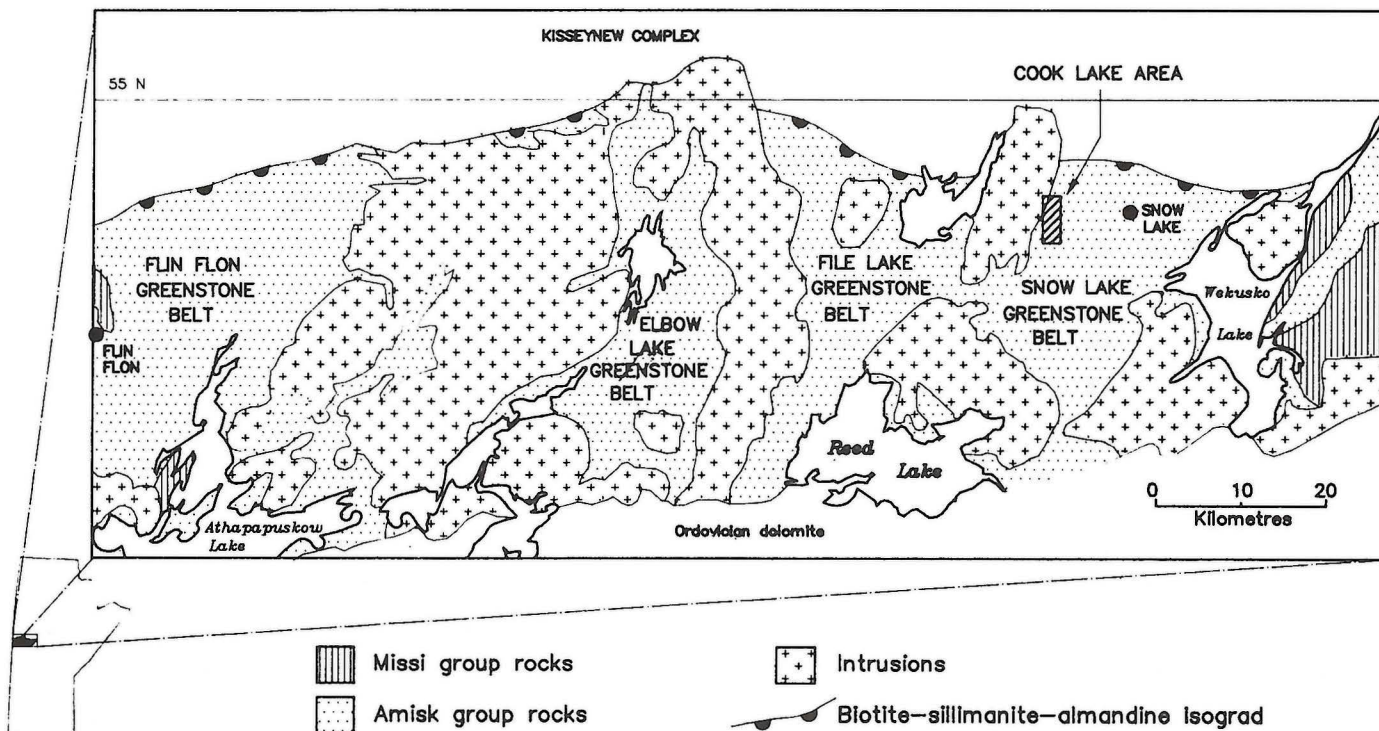 KISSEYNEW COMPLEX
55 N
COOK LAKE AREA
SNOW
LAKE
FLIN FLON
GREENSTONE
BELT
FILE LAKE
GREENSTONE
BELT
SNOW LAKE
GREENSTONE
BELT
Wekusko
Lake
FLIN
FLON
ELBOW
LAKE
GREENSTONE
BELT
Reed
Lake
0 10 20
Kilometres
Athapapuskow
Lake
Ordovician dolomite
Missi group rocks
Intrusions
Amisk group rocks
Biotite-sillimanite-almandine isograd